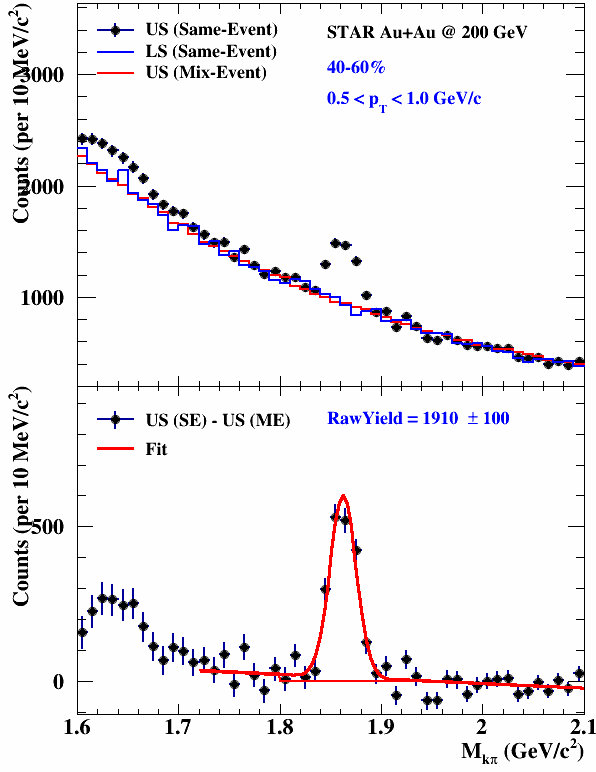 US (Same-Event)
LS (Same-Event)
US (Mix-Event)
STAR Au+Au @ 200 GeV
40-60%
0.5 < p_T < 1.0 GeV/c
Counts (per 10 MeV/c²)
3000
2000
1000
US (SE) - US (ME)
Fit
RawYield = 1910 ± 100
Counts (per 10 MeV/c²)
500
0
1.6 1.7 1.8 1.9 2 2.1
M_kπ (GeV/c²)